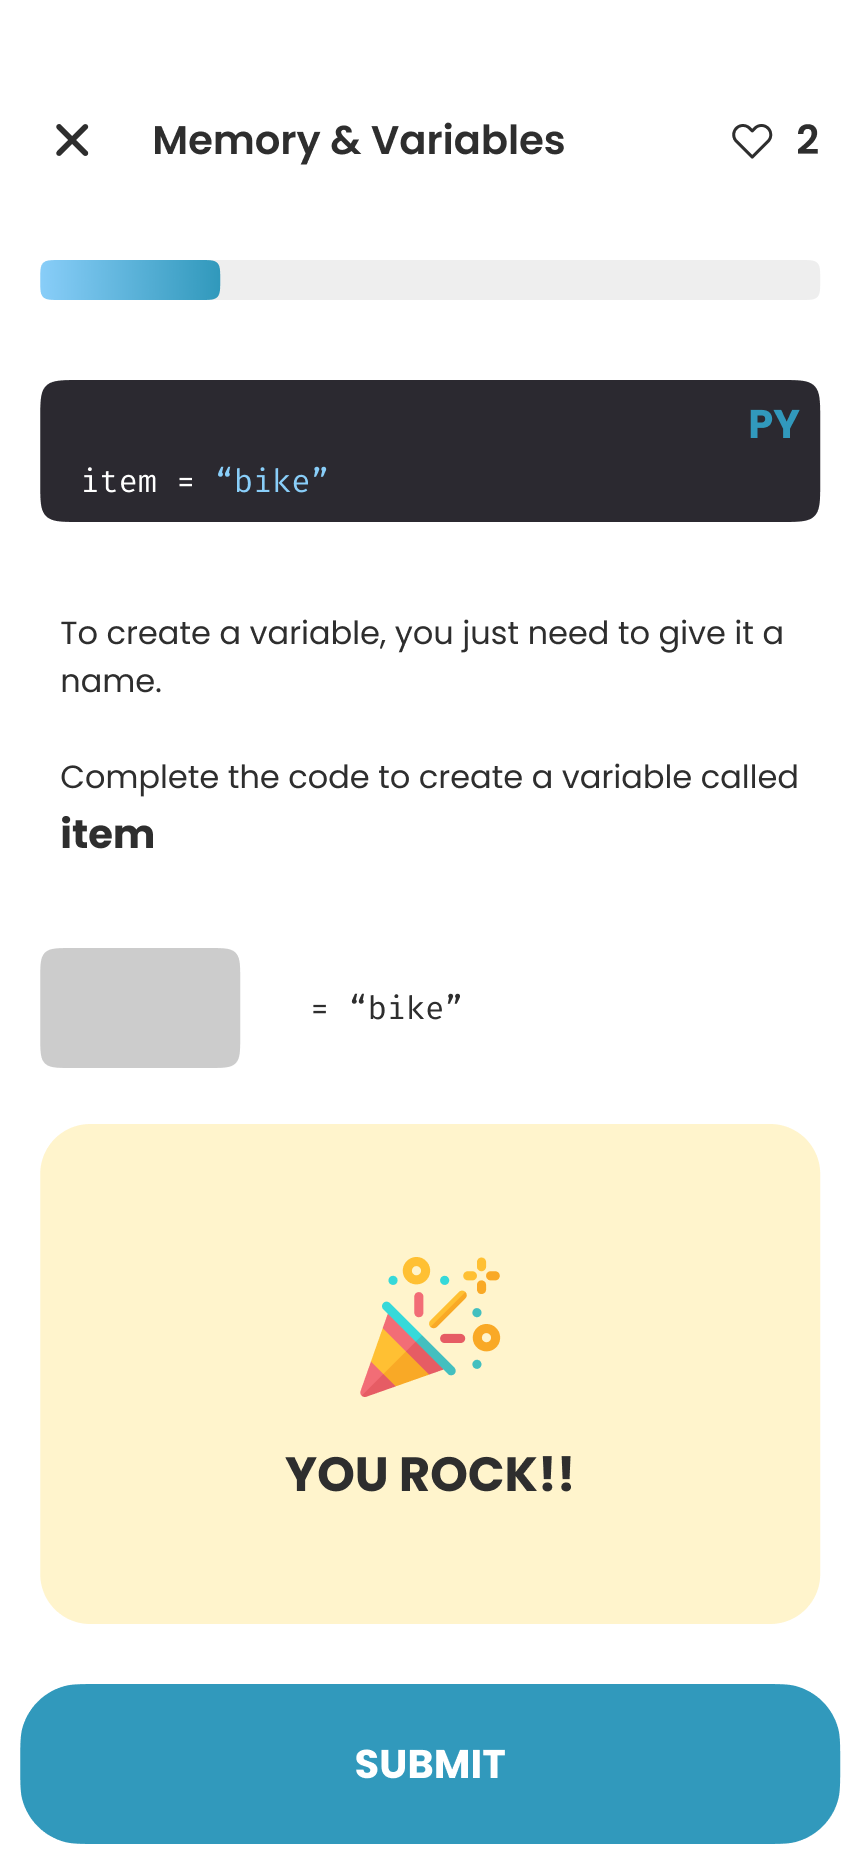 Memory & Variables
2
PY
item = “bike”
To create a variable, you just need to give it a
name.
Complete the code to create a variable called
item
= “bike”
YOU ROCK!!
SUBMIT